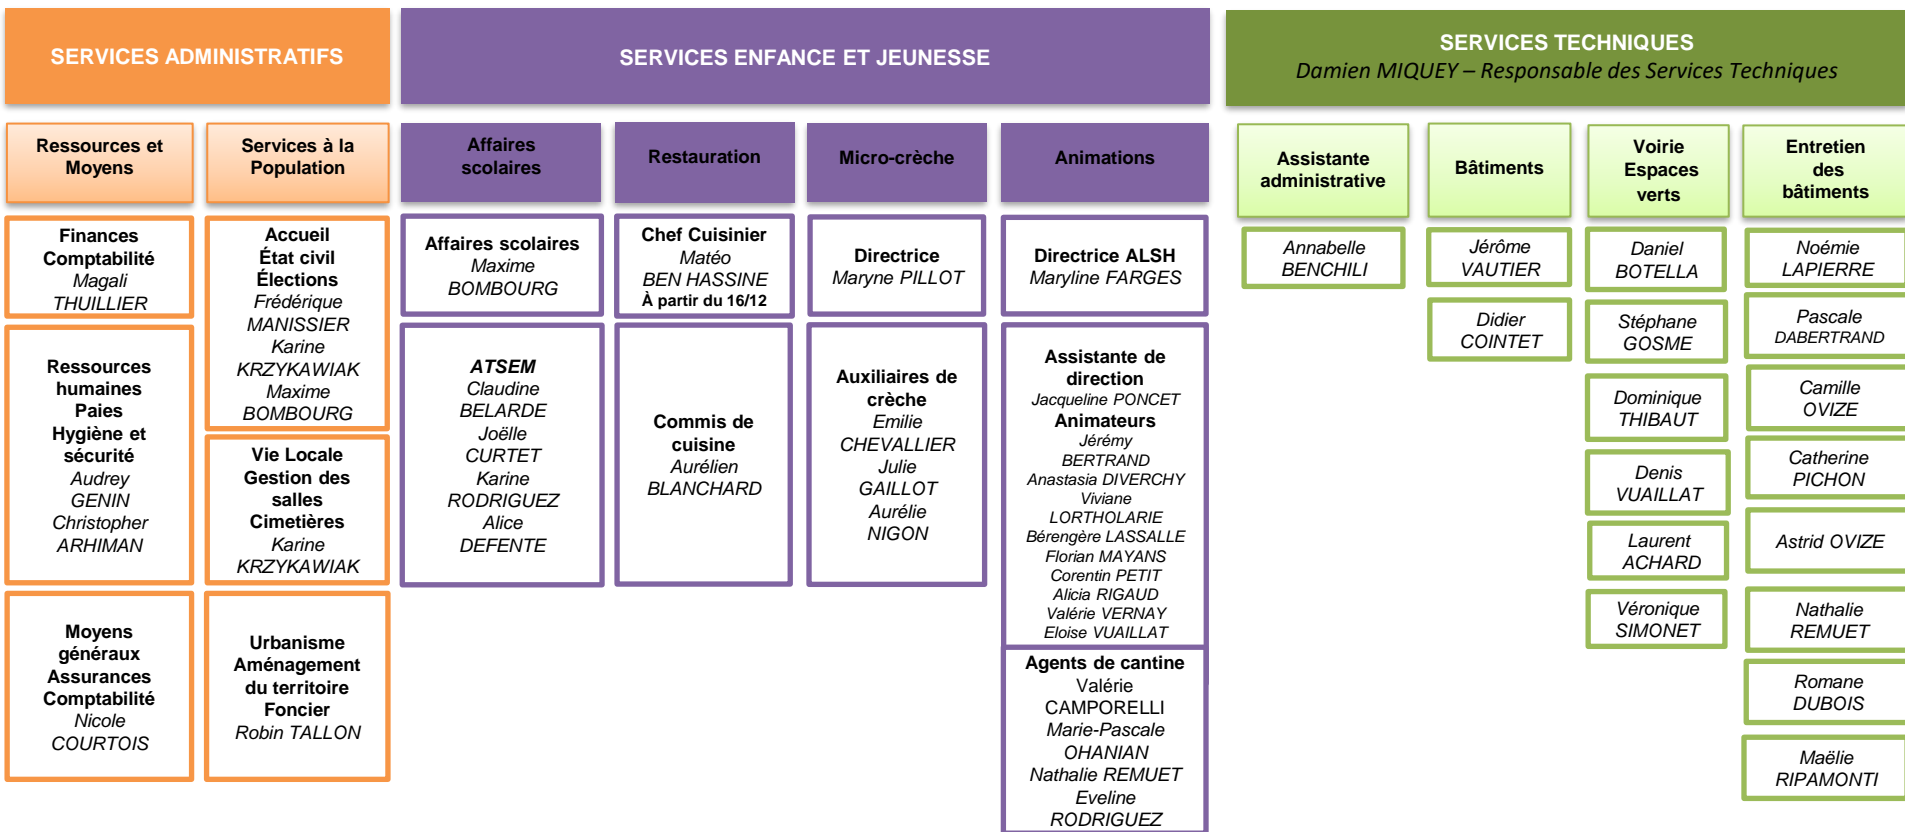 SERVICES ADMINISTRATIFS
Ressources et
Moyens
Finances
Comptabilité
Magali
THUILLIER
Ressources
humaines
Paies
Hygiène et
sécurité
Audrey
GENIN
Christopher
ARHIMAN
Moyens
généraux
Assurances
Comptabilité
Nicole
COURTOIS
Services à la
Population
Accueil
État civil
Élections
Frédérique
MANISSIER
Karine
KRZYKAWIAK
Maxime
BOMBOURG
Vie Locale
Gestion des
salles
Cimetières
Karine
KRZYKAWIAK
Urbanisme
Aménagement
du territoire
Foncier
Robin TALLON
SERVICES ENFANCE ET JEUNESSE
Affaires
scolaires
Affaires scolaires
Maxime
BOMBOURG
ATSEM
Claudine
BELARDE
Joëlle
CURTET
Karine
RODRIGUEZ
Alice
DEFENTE
Restauration
Chef Cuisinier
Matéo
BEN HASSINE
À partir du 16/12
Commis de
cuisine
Aurélien
BLANCHARD
Micro-crèche
Directrice
Maryne PILLOT
Auxiliaires de
crèche
Emilie
CHEVALLIER
Julie
GAILLOT
Aurélie
NIGON
Animations
Directrice ALSH
Maryline FARGES
Assistante de
direction
Jacqueline PONCET
Animateurs
Jérémy
BERTRAND
Anastasia DIVERCHY
Viviane
LORTHOLARIE
Bérengère LASSALLE
Florian MAYANS
Corentin PETIT
Alicia RIGAUD
Valérie VERNAY
Eloise VUAILLAT
Agents de cantine
Valérie
CAMPORELLI
Marie-Pascale
OHANIAN
Nathalie REMUET
Eveline
RODRIGUEZ
SERVICES TECHNIQUES
Damien MIQUEY – Responsable des Services Techniques
Assistante
administrative
Annabelle
BENCHILI
Bâtiments
Jérôme
VAUTIER
Didier
COINTET
Voirie
Espaces
verts
Daniel
BOTELLA
Stéphane
GOSME
Dominique
THIBAUT
Denis
VUAILLAT
Laurent
ACHARD
Véronique
SIMONET
Entretien
des
bâtiments
Noémie
LAPIERRE
Pascale
DABERTRAND
Camille
OVIZE
Catherine
PICHON
Astrid OVIZE
Nathalie
REMUET
Romane
DUBOIS
Maëlie
RIPAMONTI